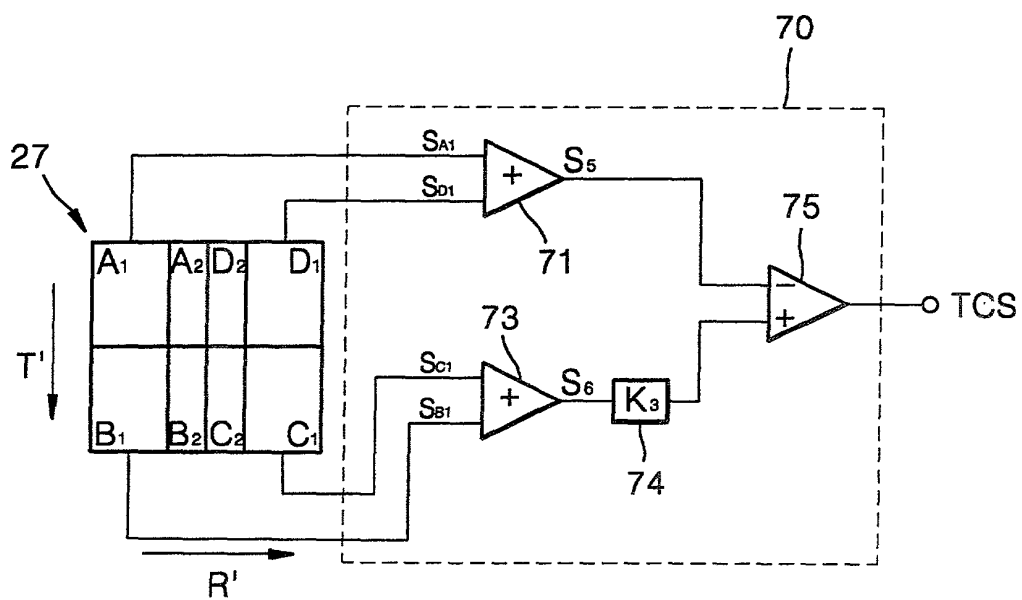 70
27
SA1
S5
SD1
+
71
75
A1 A2 D2 D1
−
+
TCS
T'
73
SC1
S6
K3
SB1
+
B1 B2 C2 C1
74
R'